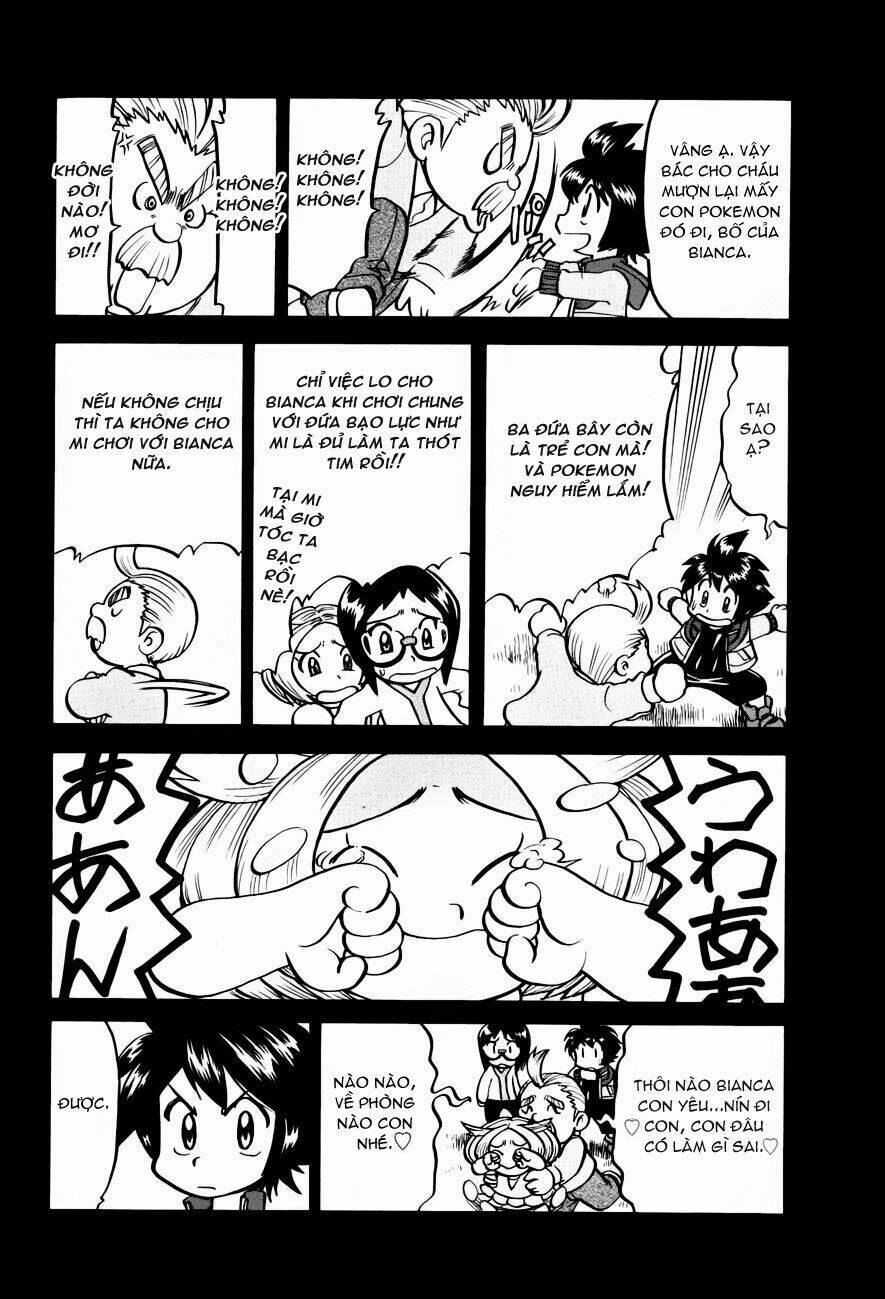 VÂNG Ạ. VẬY
BÁC CHO CHÁU
MƯỢN LẠI MẤY
CON POKEMON
ĐÓ ĐI, BỐ CỦA
BIANCA.
KHÔNG!
KHÔNG!
KHÔNG!
KHÔNG!
KHÔNG!
KHÔNG!
KHÔNG
ĐỜI
NÀO!
MƠ
ĐI!!
TẠI
SAO
Ạ?
BA ĐỨA BÂY CÒN
LÀ TRẺ CON MÀ!
VÀ POKEMON
NGUY HIỂM LẮM!
CHỈ VIỆC LO CHO
BIANCA KHI CHƠI CHUNG
VỚI ĐỨA BẠO LỰC NHƯ
MI LÀ ĐỦ LÀM TA THÓT
TIM RỒI!!
TẠI MI
MÀ GIỜ
TÓC TA
BẠC
RỒI
NÈ!
NẾU KHÔNG CHỊU
THÌ TA KHÔNG CHO
MI CHƠI VỚI BIANCA
NỮA.
うわああ
ああん
THÔI NÀO BIANCA
CON YÊU...NÍN ĐI
♡ CON, CON ĐÂU
CÓ LÀM GÌ SAI.♡
NÀO NÀO,
VỀ PHÒNG
NÀO CON
NHÉ.♡
ĐƯỢC.